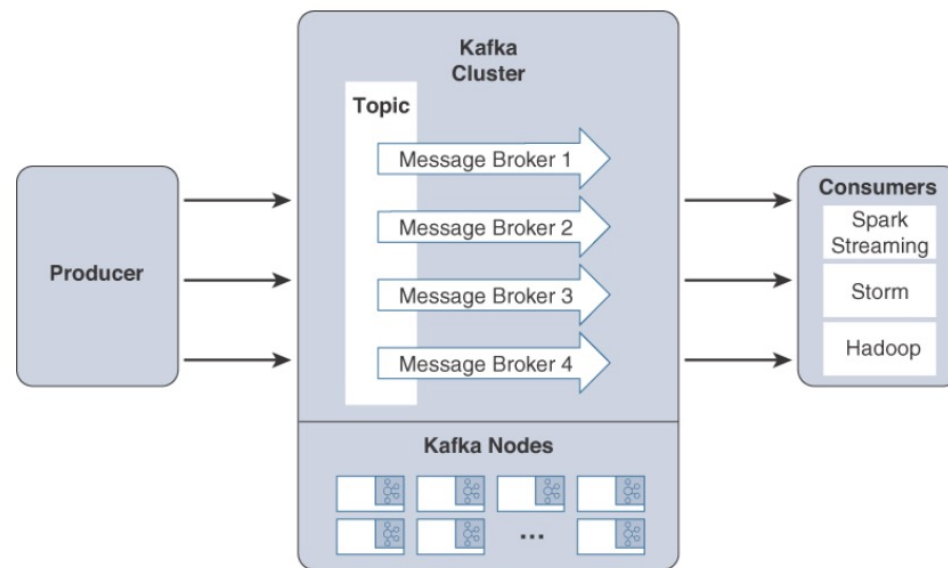 Kafka
Cluster
Topic
Message Broker 1
Message Broker 2
Message Broker 3
Message Broker 4
Producer
Consumers
Spark
Streaming
Storm
Hadoop
Kafka Nodes
...